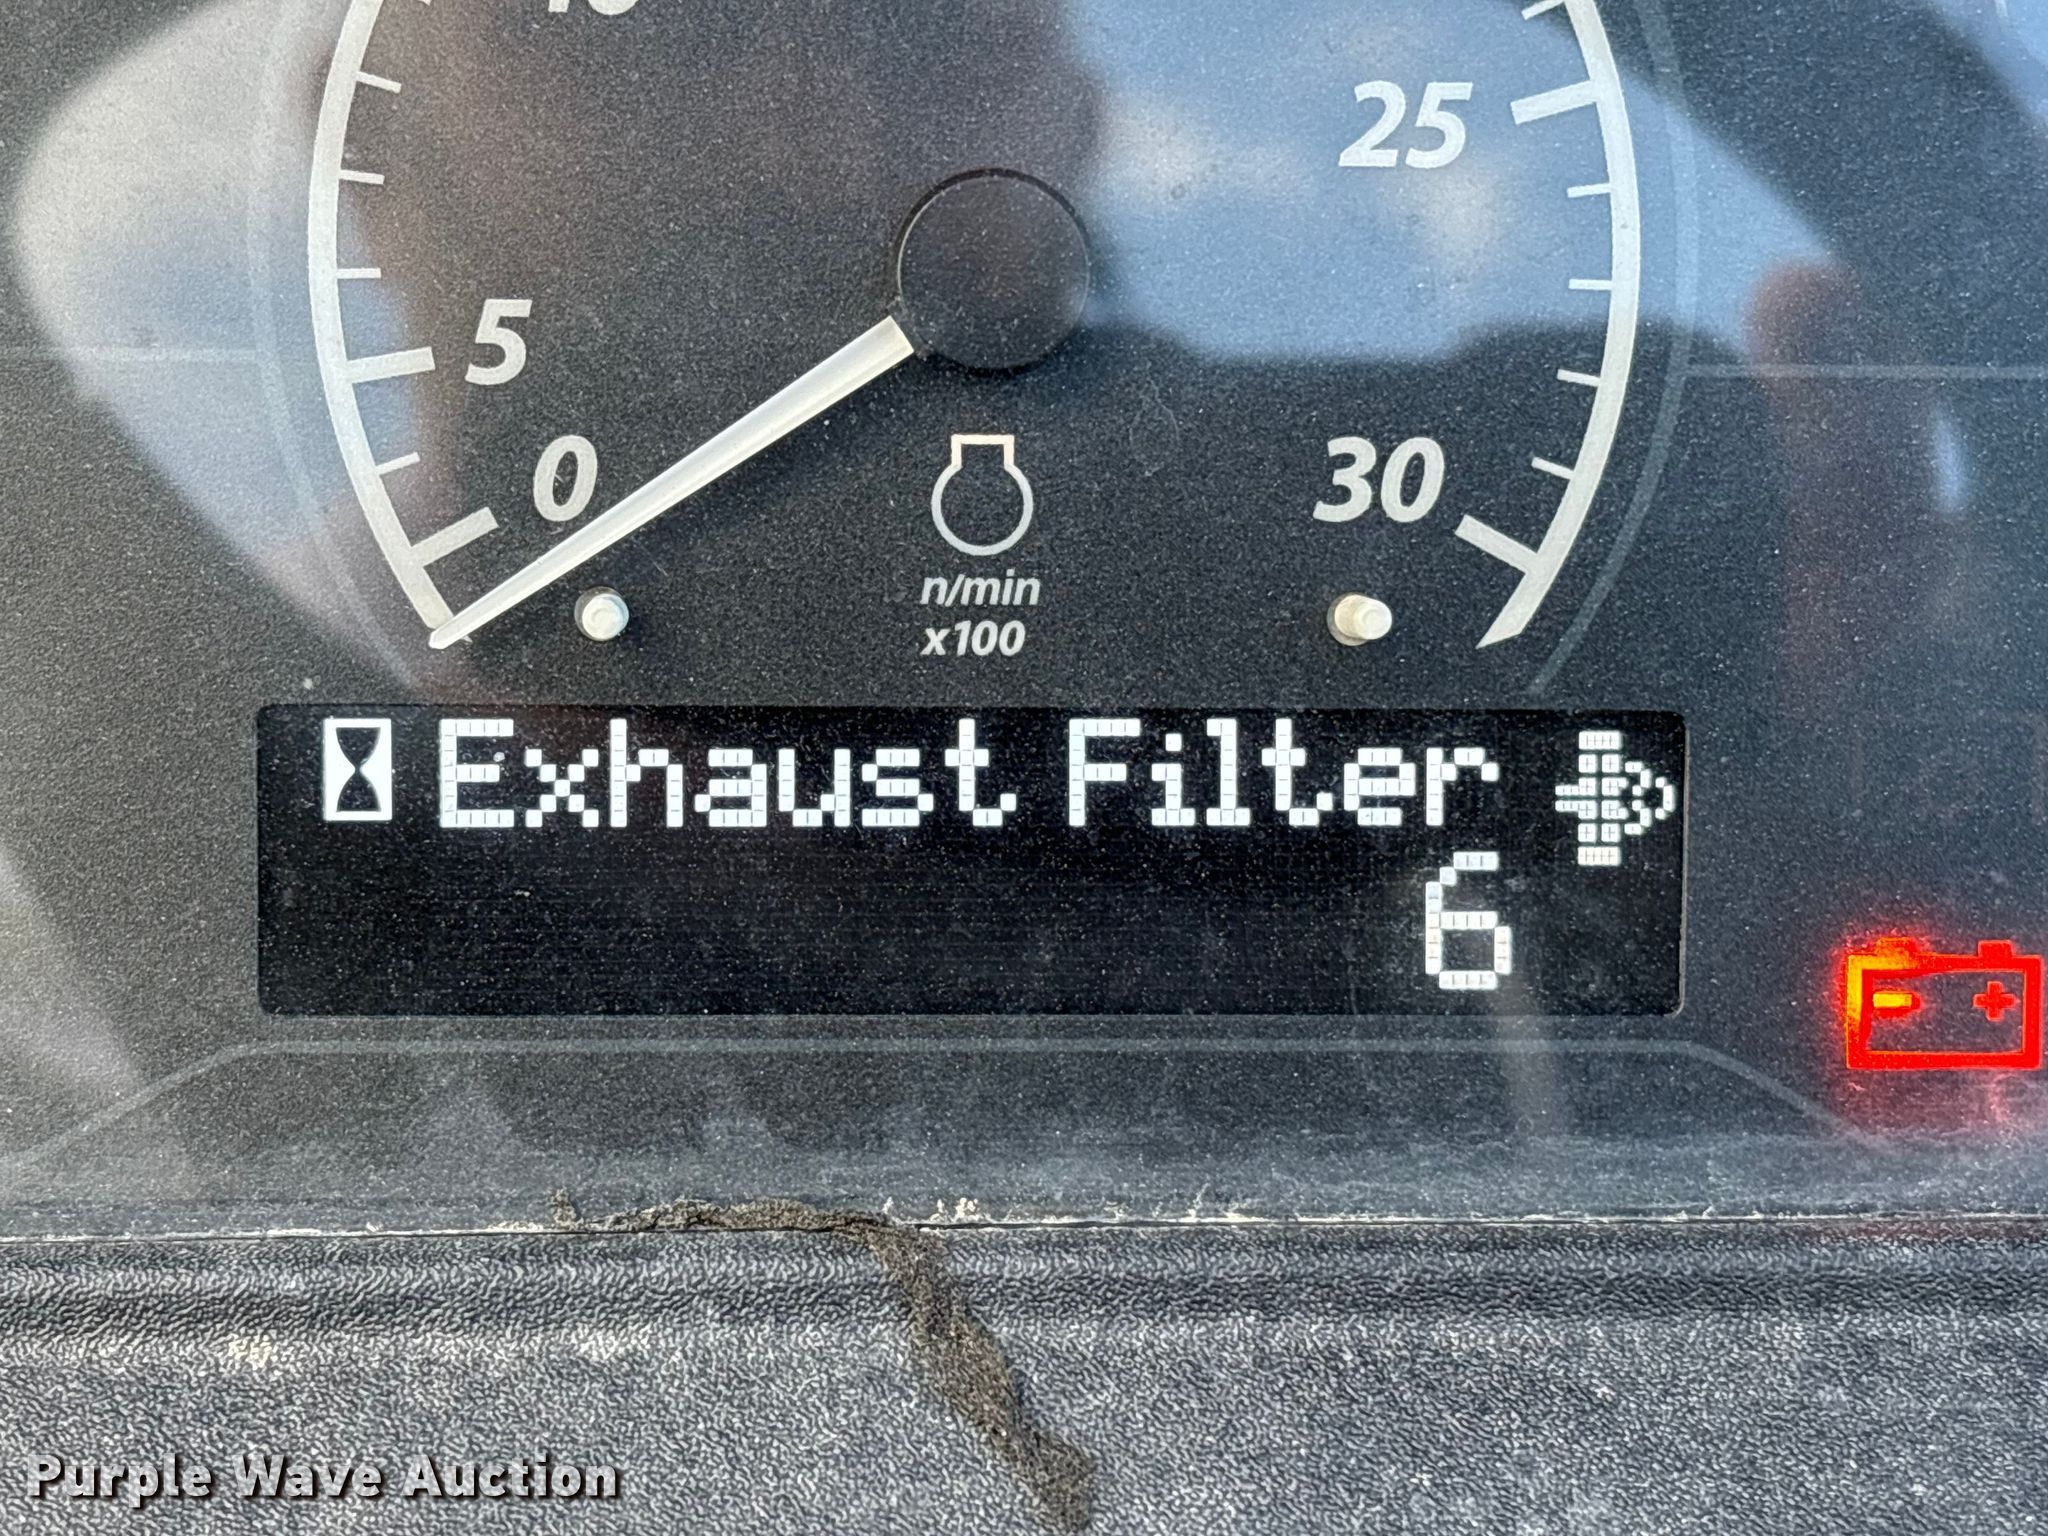 25
5
0
30
n/min
x100
Exhaust Filter
6
Purple Wave Auction